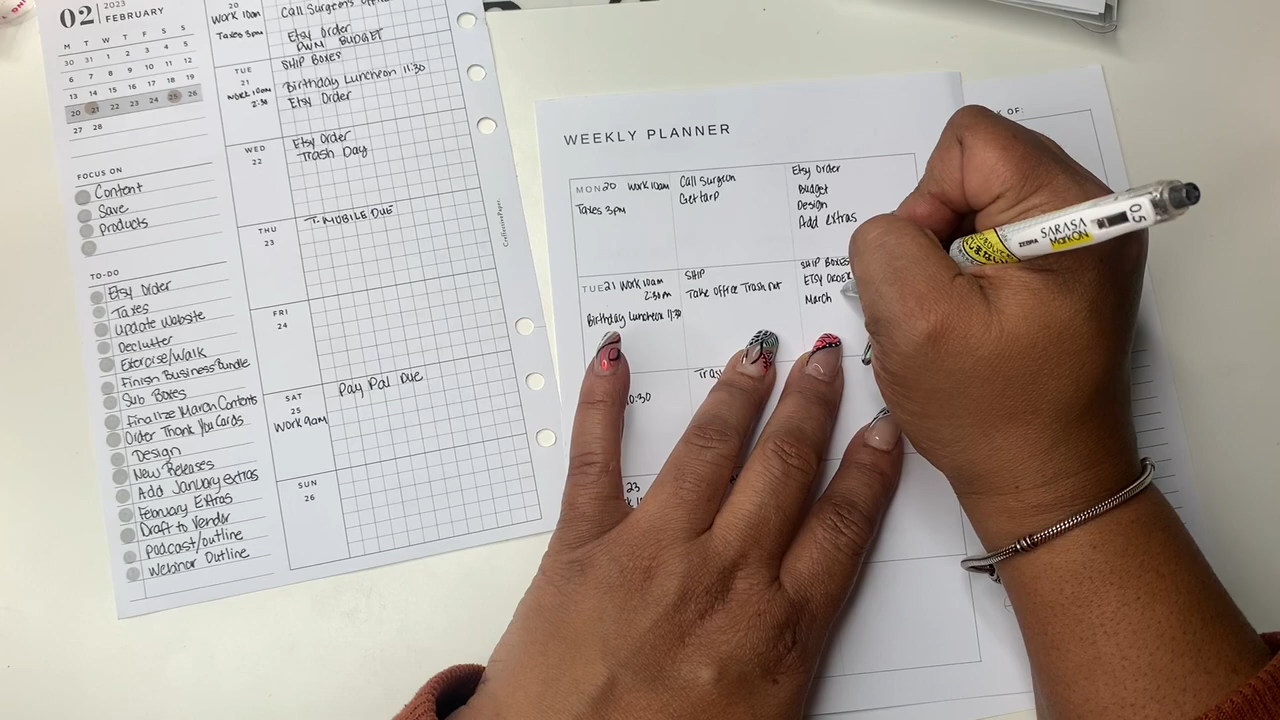 02
2023
FEBRUARY
M T W T F S S
30 31 1 2 3 4 5
6 7 8 9 10 11 12
13 14 15 16 17 18 19
20 21 22 23 24 25 26
27 28
FOCUS ON
Content
Save
Products
TO-DO
Etsy Order
Taxes
Update Website
Declutter
Exercise/Walk
Finish Business Bundle
Sub Boxes
Finalize March Contents
Order Thank You Cards
Design
New Releases
Add January extras
February Extras
Draft to Vendor
Podcast/outline
Webinar Outline
20
Work 10am
Taxes 3pm
Call Surgeon's
Etsy Order
PWM BUDGET
SHIP BOXES
TUE
21
WORK 10am
2:30
Birthday Luncheon 11:30
Etsy Order
WED
22
Etsy Order
Trash Day
THU
23
T-MOBILE DUE
FRI
24
SAT
25
Work 9am
Pay Pal Due
SUN
26
WEEKLY PLANNER
MON 20 Work 10am
Taxes 3pm
Call Surgeon
Get tarp
Etsy Order
Budget
Design
Add extras
TUE 21 Work 10am
2:30pm
Birthday Luncheon 11:30
SHIP
Take Office Trash out
SHIP BOXES
ETSY ORDER
March
0:30
23
K OF:
0.5
ZEBRA SARASA
MarkON